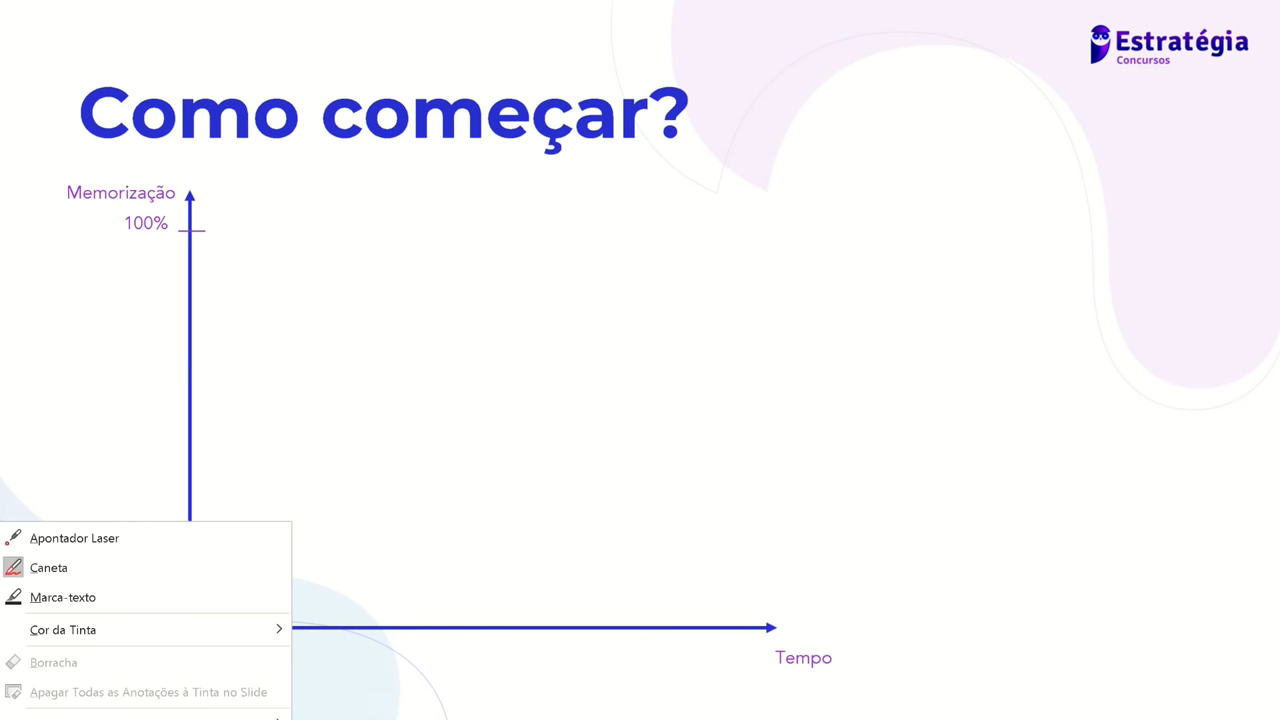 Estratégia
Concursos
Como começar?
Memorização
100%
Apontador Laser
Caneta
Marca-texto
Cor da Tinta
Borracha
Apagar Todas as Anotações à Tinta no Slide
Tempo